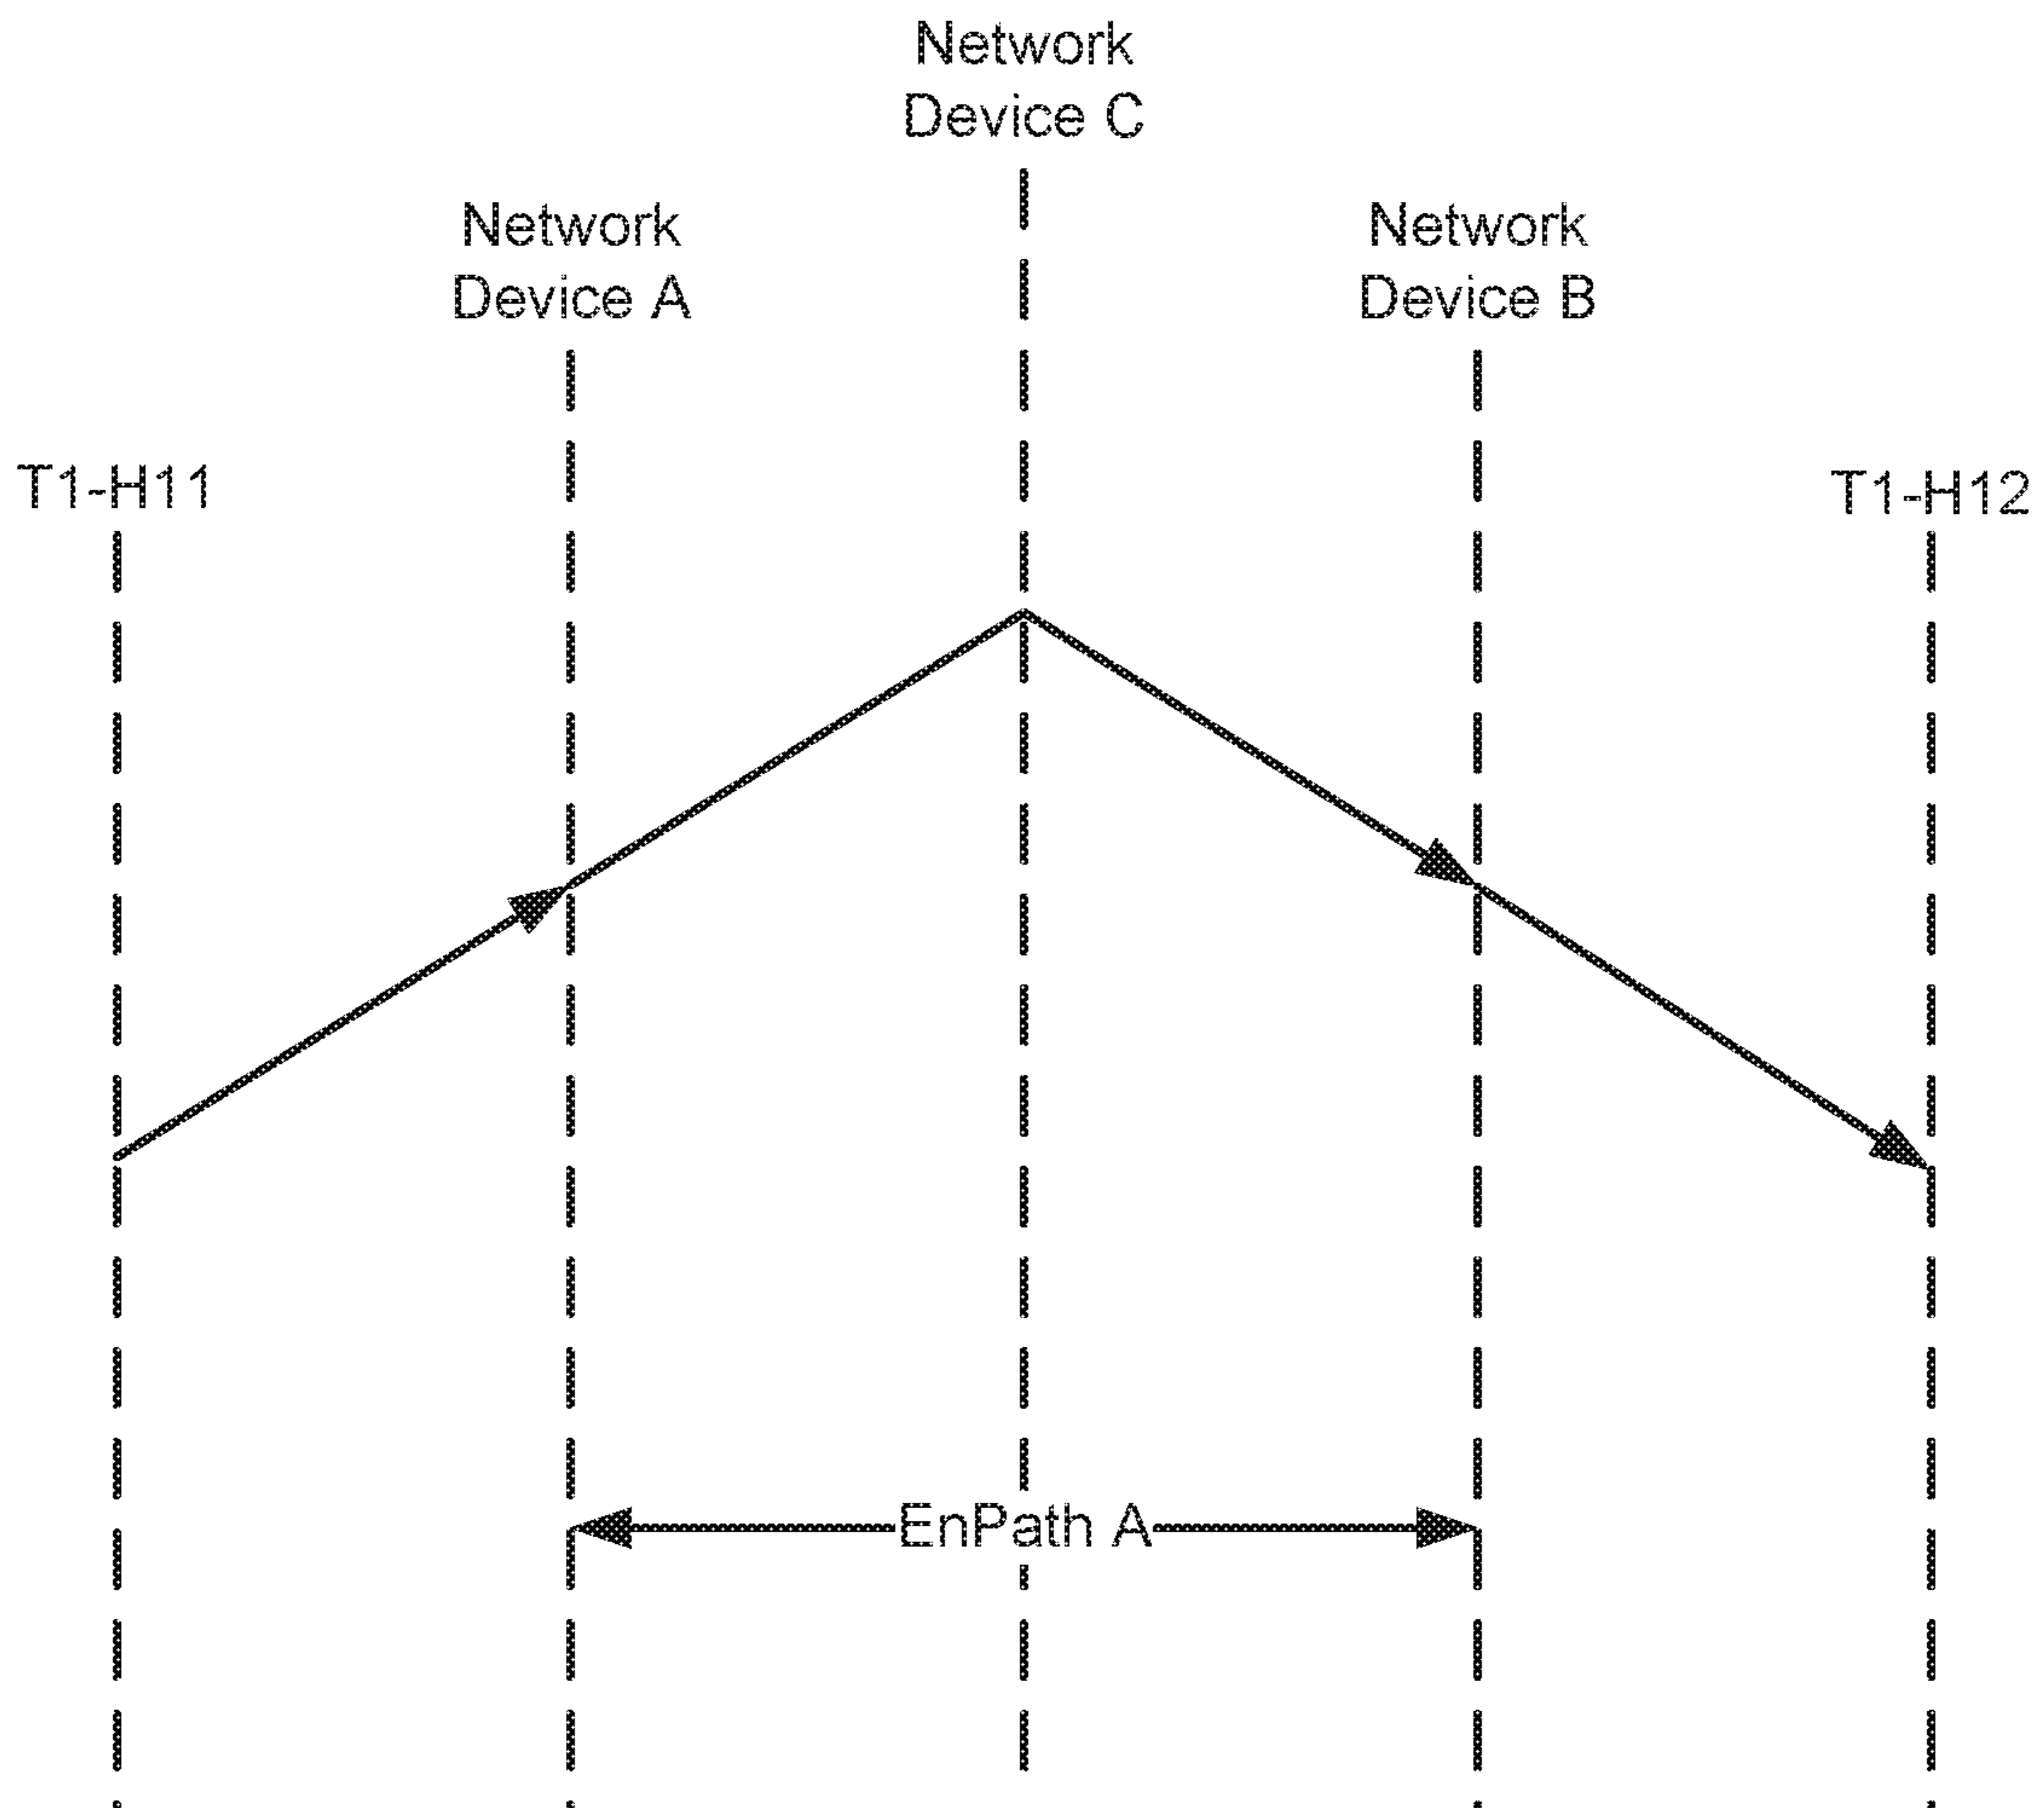 Network
Device C
Network
Device A
Network
Device B
T1-H11
T1-H12
EnPath A